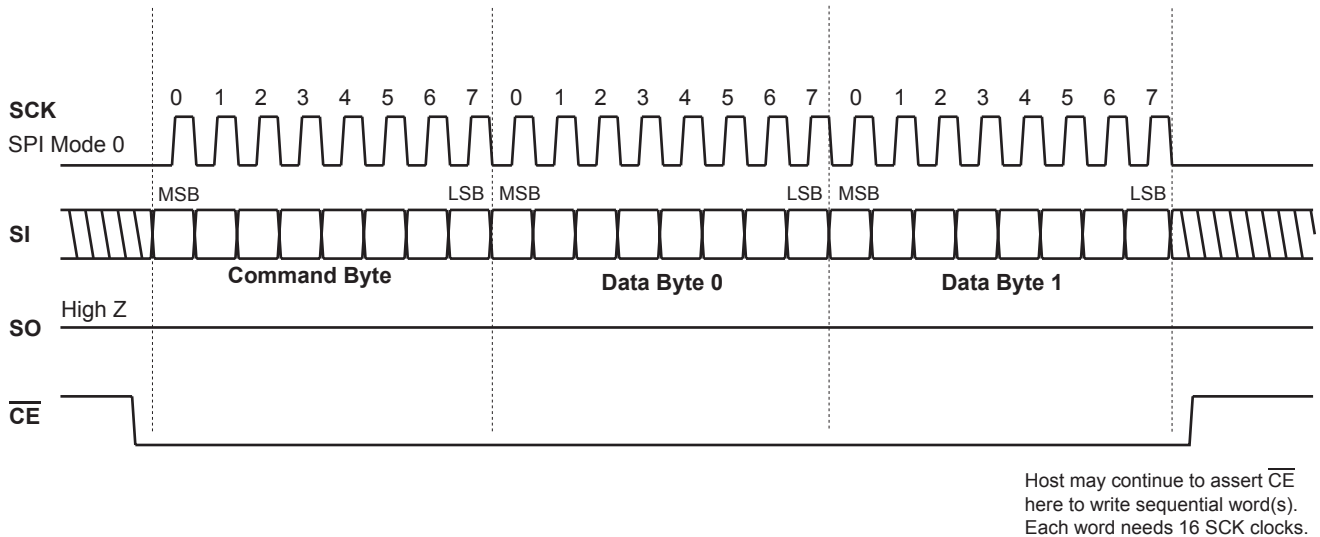 0 1 2 3 4 5 6 7 0 1 2 3 4 5 6 7 0 1 2 3 4 5 6 7
SCK
SPI Mode 0
MSB LSB MSB LSB MSB LSB
SI
Command Byte Data Byte 0 Data Byte 1
High Z
SO
CE
Host may continue to assert CE
here to write sequential word(s).
Each word needs 16 SCK clocks.